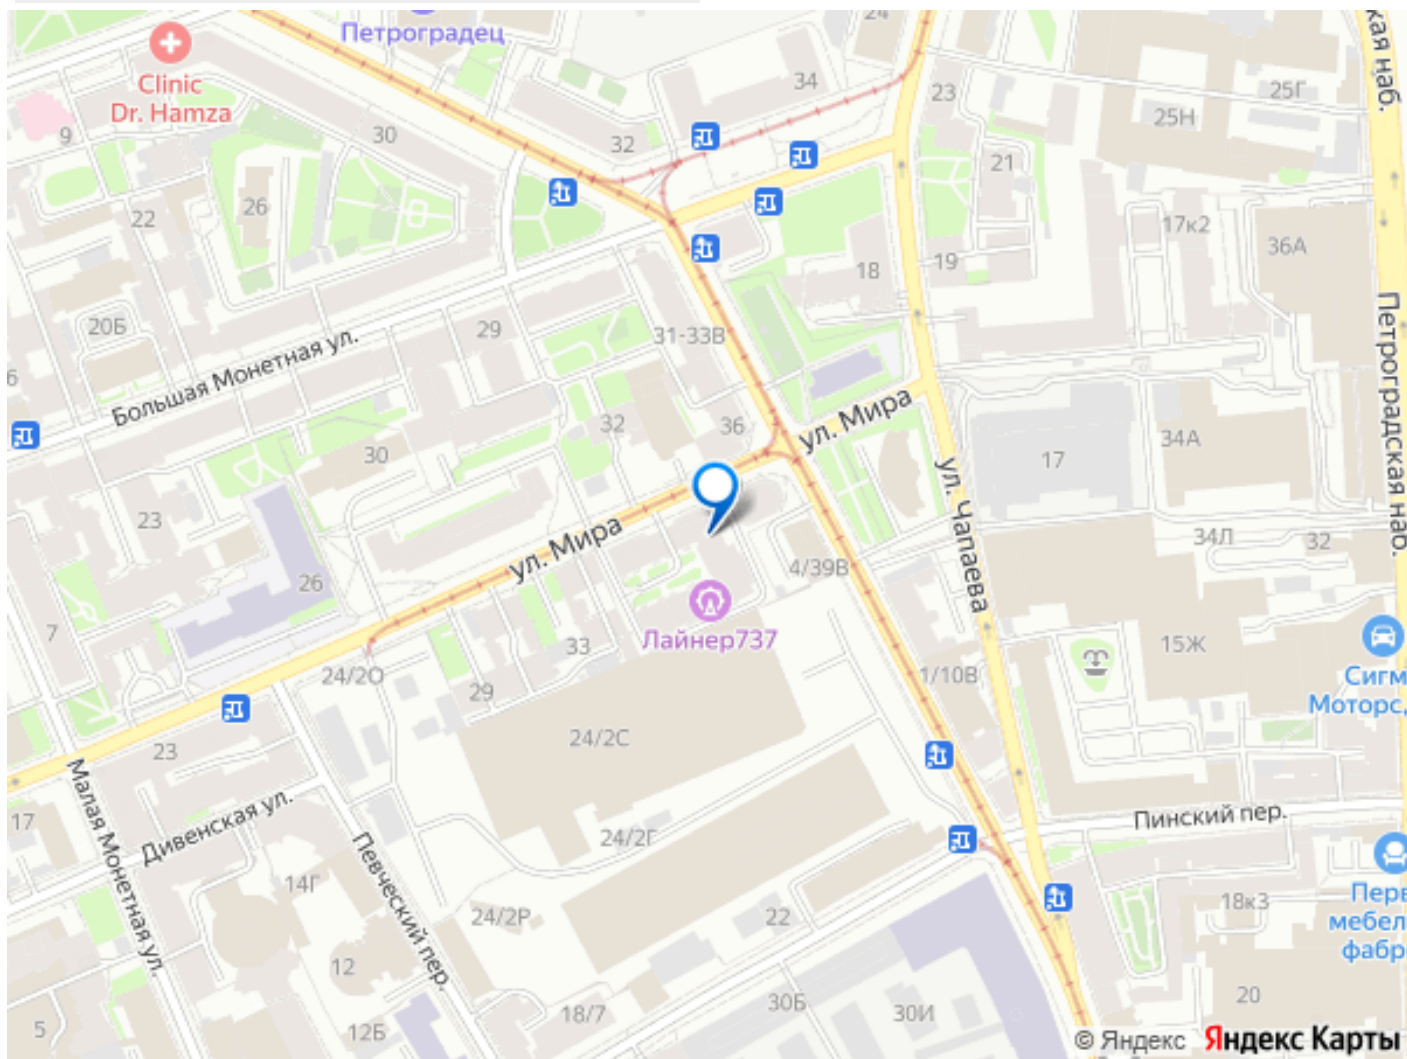 Петроградец
24
кая наб.
Clinic
Dr. Hamza
34
23
25Г
25Н
9
30
32
21
22
26
17к2
36А
18
19
20Б
29
31-33В
Петроградская наб.
Большая Монетная ул.
6
32
36
ул. Мира
34А
30
17
ул. Чапаева
23
ул. Мира
34Л
32
26
4/39В
7
Лайнер737
33
15Ж
Сигм
Моторс,
24/2О
29
1/10В
24/2С
23
Малая Монетная ул.
Дивенская ул.
17
Певческий пер.
24/2Г
Пинский пер.
14Г
24/2Р
22
18к3
Перв
мебел
фабр
12
20
5
12Б
18/7
30Б
30И
© Яндекс Яндекс Карты